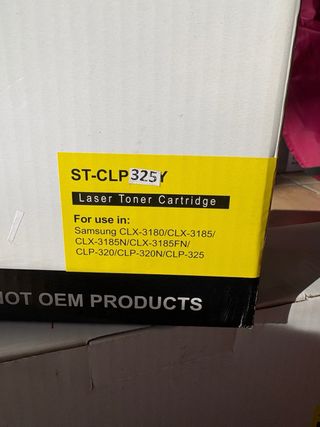 ST-CLP325Y
Laser Toner Cartridge
For use in:
Samsung CLX-3180/CLX-3185/
CLX-3185N/CLX-3185FN/
CLP-320/CLP-320N/CLP-325
NOT OEM PRODUCTS